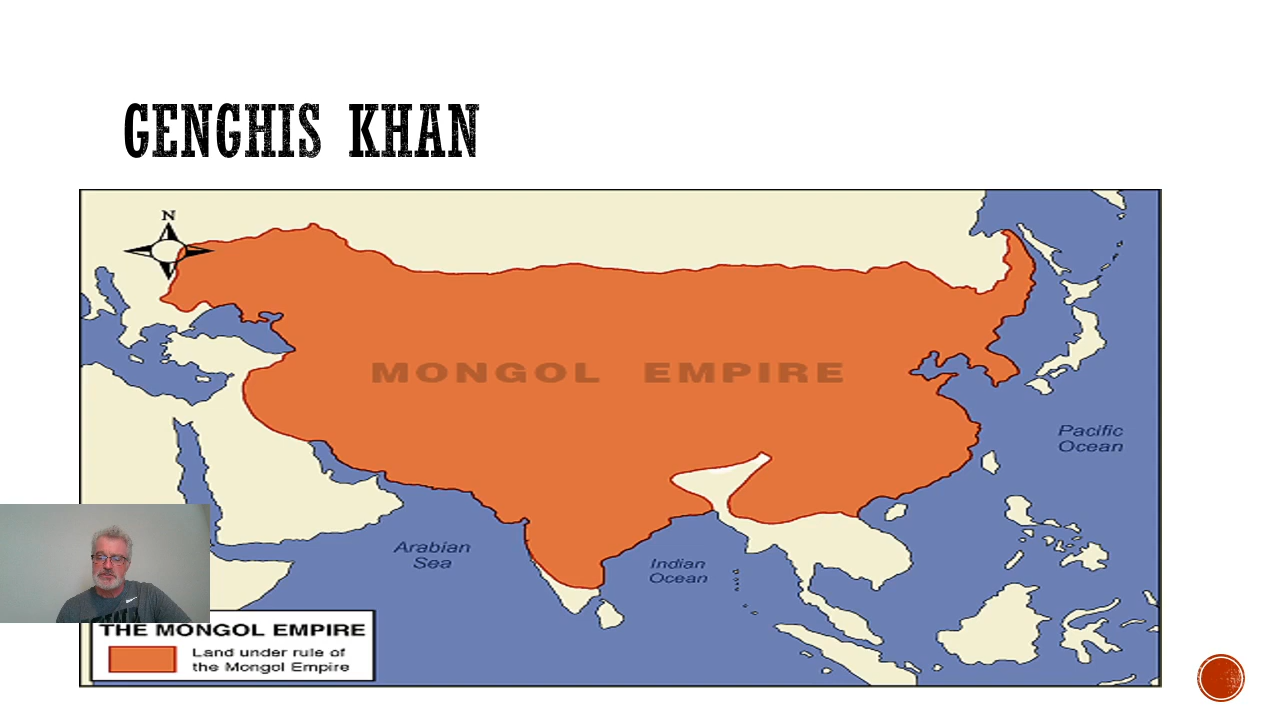 GENGHIS KHAN
N
MONGOL EMPIRE
Pacific
Ocean
Arabian
Sea
Indian
Ocean
THE MONGOL EMPIRE
Land under rule of
the Mongol Empire